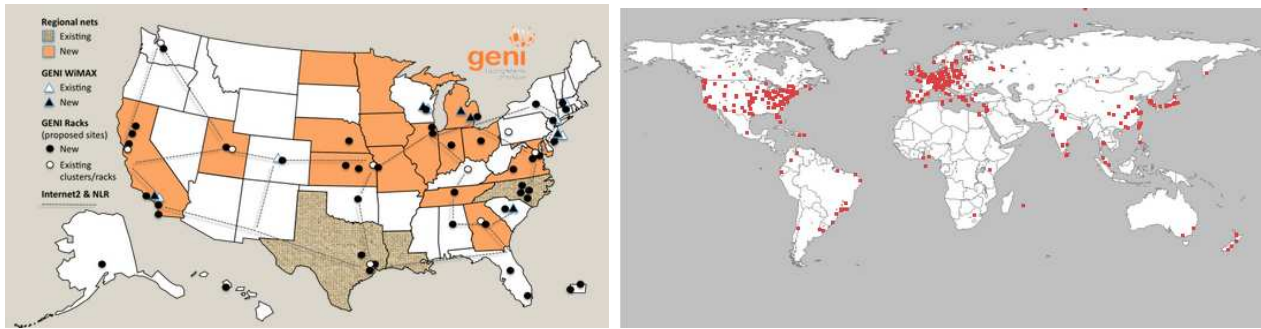 Regional nets
Existing
New
GENI WiMAX
Existing
New
GENI Racks
(proposed sites)
New
Existing
clusters/racks
Internet2 & NLR
geni